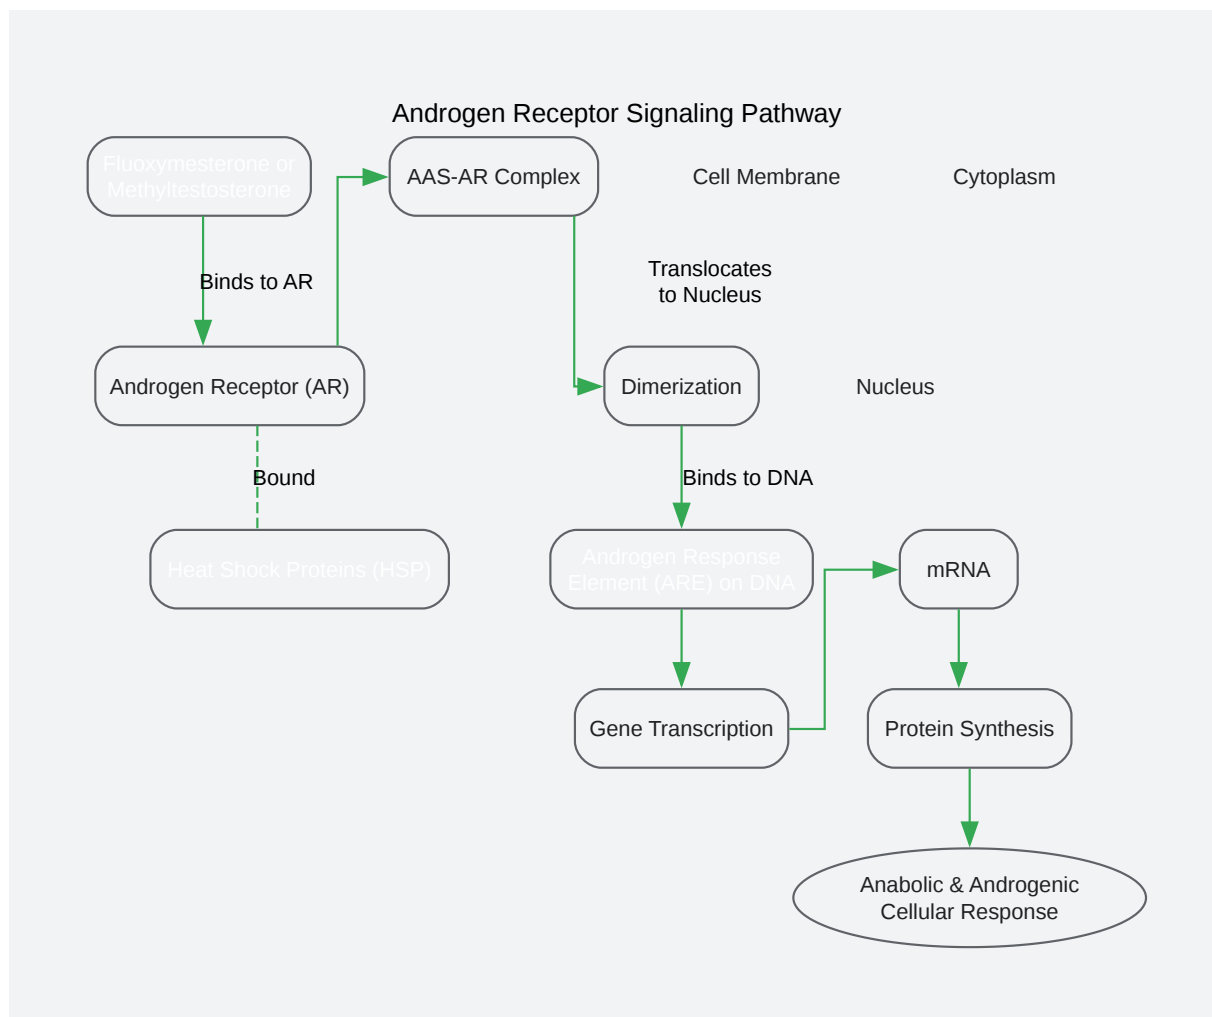 Androgen Receptor Signaling Pathway
Fluoxymesterone or
Methyltestosterone
AAS-AR Complex
Cell Membrane
Cytoplasm
Binds to AR
Translocates
to Nucleus
Androgen Receptor (AR)
Dimerization
Nucleus
Bound
Binds to DNA
Heat Shock Proteins (HSP)
Androgen Response
Element (ARE) on DNA
mRNA
Gene Transcription
Protein Synthesis
Anabolic & Androgenic
Cellular Response